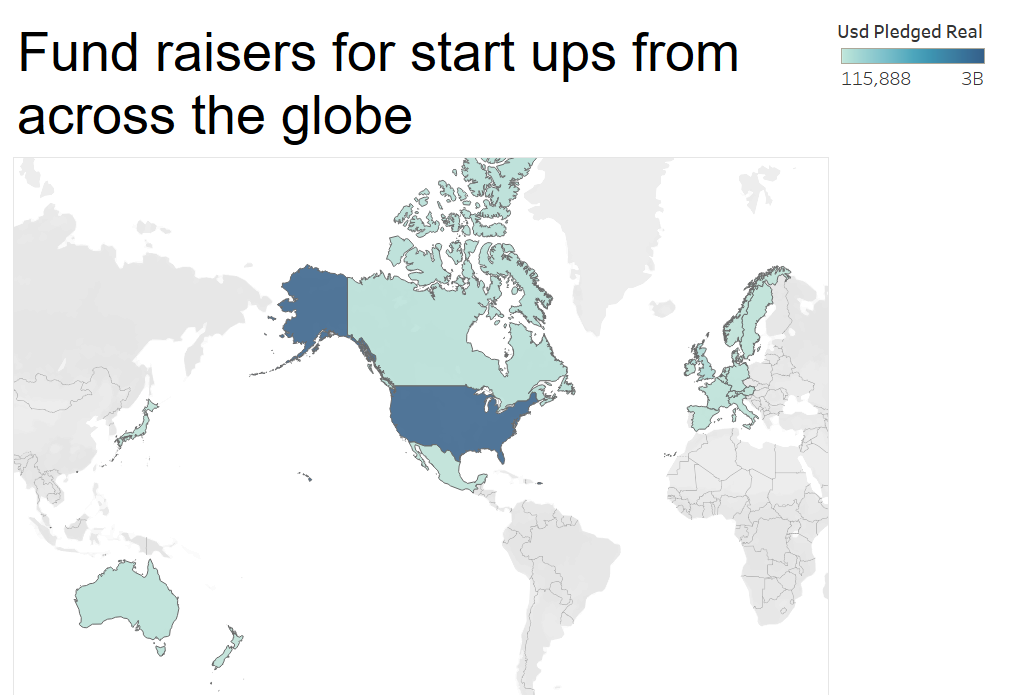 Fund raisers for start ups from
across the globe
Usd Pledged Real
115,888 3B